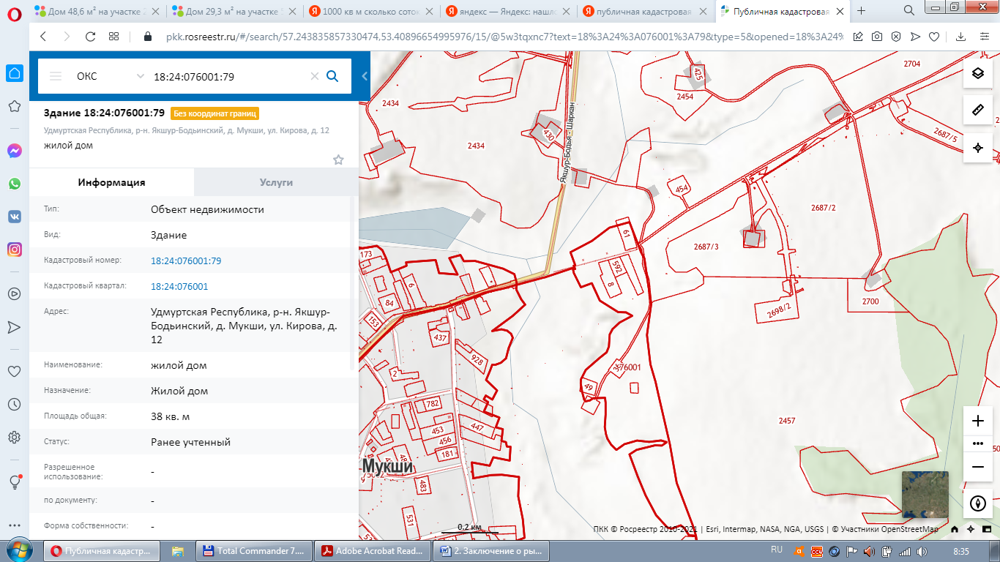 Дом 48,6 м² на участке 2
Дом 29,3 м² на участке 5
1000 кв м сколько соток
яндекс — Яндекс: нашло
публичная кадастровая
Публичная кадастровая
pkk.rosreestr.ru/#/search/57.243835857330474,53.40896654995976/15/@5w3tqxnc7?text=18%3A24%3A076001%3A79&type=5&opened=18%3A24%
ОКС
18:24:076001:79
Здание 18:24:076001:79
Без координат границ
Удмуртская Республика, р-н. Якшур-Бодьинский, д. Мукши, ул. Кирова, д. 12
жилой дом
Информация
Услуги
Тип:
Объект недвижимости
Вид:
Здание
Кадастровый номер:
18:24:076001:79
Кадастровый квартал:
18:24:076001
Адрес:
Удмуртская Республика, р-н. Якшур-
Бодьинский, д. Мукши, ул. Кирова, д.
12
Наименование:
жилой дом
Назначение:
Жилой дом
Площадь общая:
38 кв. м
Статус:
Ранее учтенный
Разрешенное
использование:
-
по документу:
-
Форма собственности:
-
2434
425
2454
2704
430
2434
Якшур-Бодья - Шаркан
2687/5
454
2687/2
61
2687/3
592
8
2700
2698/2
173
6
84
153
437
928
2
76001
49
782
453
447
456
181
2457
Мукши
483
531
0.2 км
ПКК © Росреестр 2010-2021 | Esri, Intermap, NASA, NGA, USGS | © Участники OpenStreetMap
Публичная кадастр...
Total Commander 7....
Adobe Acrobat Read...
2. Заключение о ры...
RU
8:35